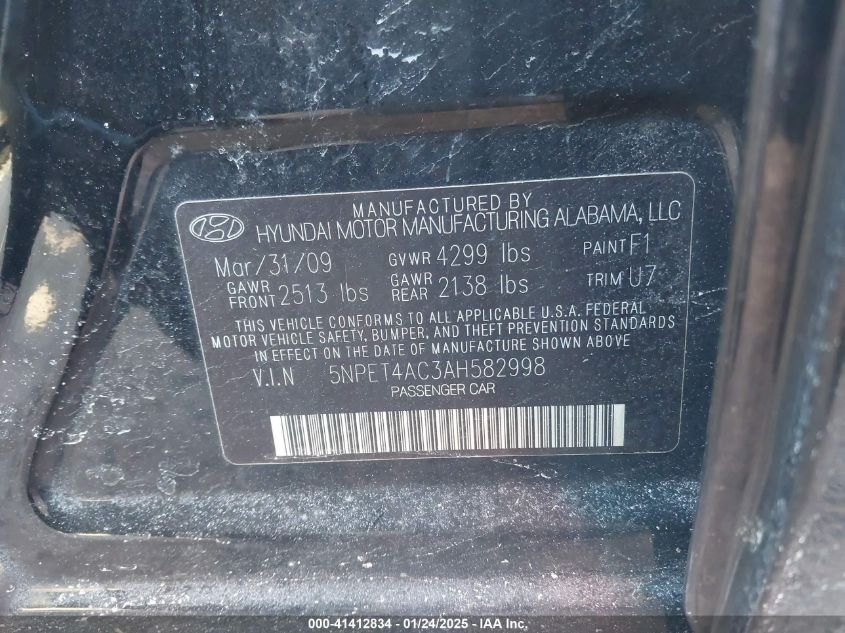 MANUFACTURED BY
HYUNDAI MOTOR MANUFACTURING ALABAMA, LLC
Mar/31/09 GVWR 4299 lbs PAINT F1
GAWR FRONT 2513 lbs GAWR REAR 2138 lbs TRIM U7
THIS VEHICLE CONFORMS TO ALL APPLICABLE U.S.A. FEDERAL
MOTOR VEHICLE SAFETY, BUMPER, AND THEFT PREVENTION STANDARDS
IN EFFECT ON THE DATE OF MANUFACTURE SHOWN ABOVE
V.I.N 5NPET4AC3AH582998
PASSENGER CAR
000-41412834 - 01/24/2025 - IAAI, Inc.